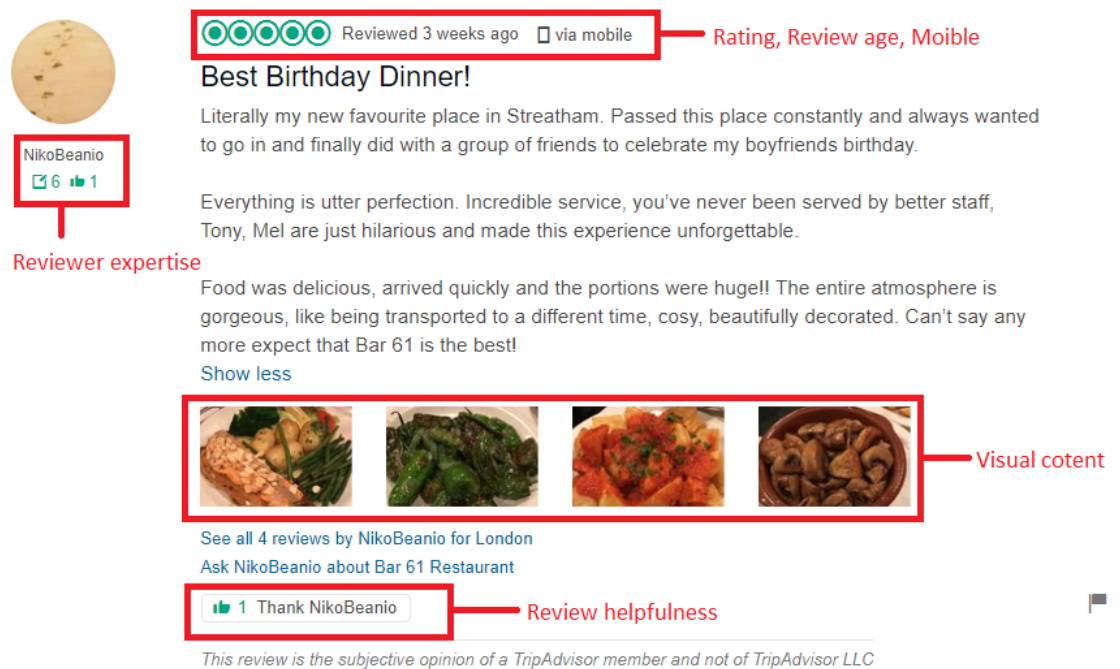 Reviewed 3 weeks ago via mobile
Rating, Review age, Moible
Best Birthday Dinner!
Literally my new favourite place in Streatham. Passed this place constantly and always wanted
to go in and finally did with a group of friends to celebrate my boyfriends birthday.
NikoBeanio
6 1
Reviewer expertise
Everything is utter perfection. Incredible service, you've never been served by better staff,
Tony, Mel are just hilarious and made this experience unforgettable.
Food was delicious, arrived quickly and the portions were huge!! The entire atmosphere is
gorgeous, like being transported to a different time, cosy, beautifully decorated. Can't say any
more expect that Bar 61 is the best!
Show less
Visual cotent
See all 4 reviews by NikoBeanio for London
Ask NikoBeanio about Bar 61 Restaurant
1 Thank NikoBeanio
Review helpfulness
This review is the subjective opinion of a TripAdvisor member and not of TripAdvisor LLC